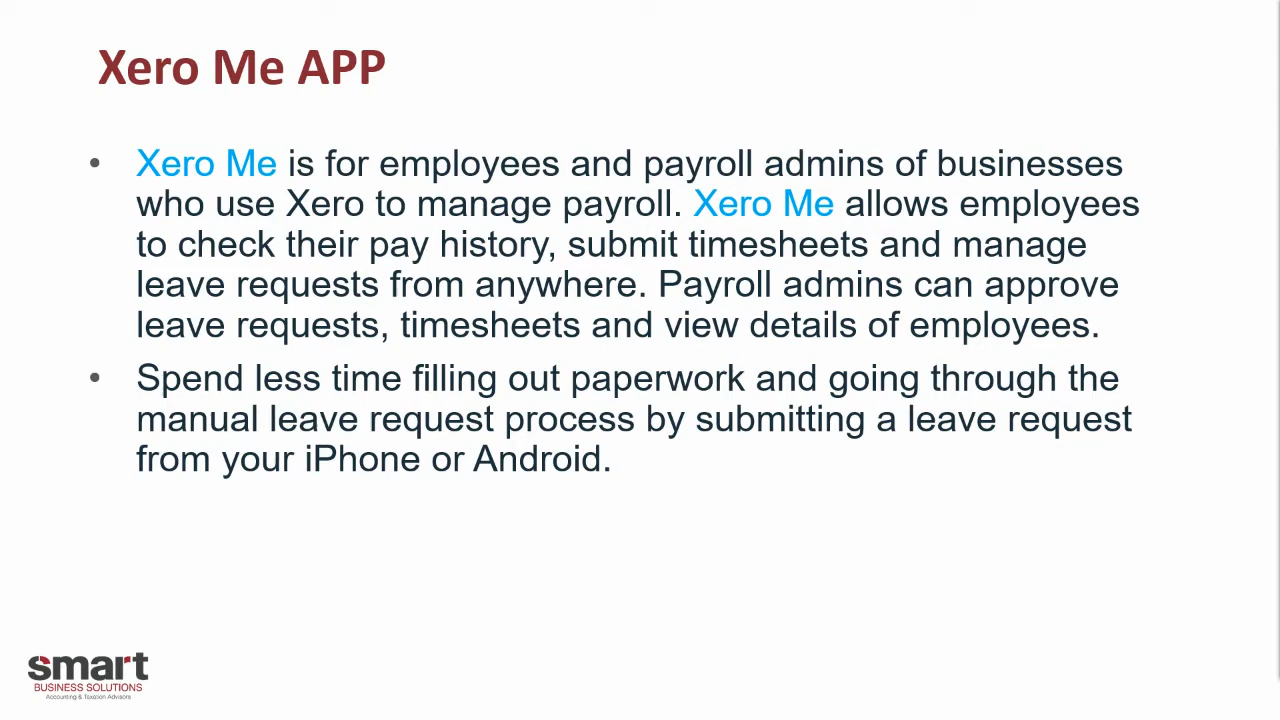 Xero Me APP
• Xero Me is for employees and payroll admins of businesses
who use Xero to manage payroll. Xero Me allows employees
to check their pay history, submit timesheets and manage
leave requests from anywhere. Payroll admins can approve
leave requests, timesheets and view details of employees.
• Spend less time filling out paperwork and going through the
manual leave request process by submitting a leave request
from your iPhone or Android.
smart
BUSINESS SOLUTIONS
Accounting & Taxation Advisors